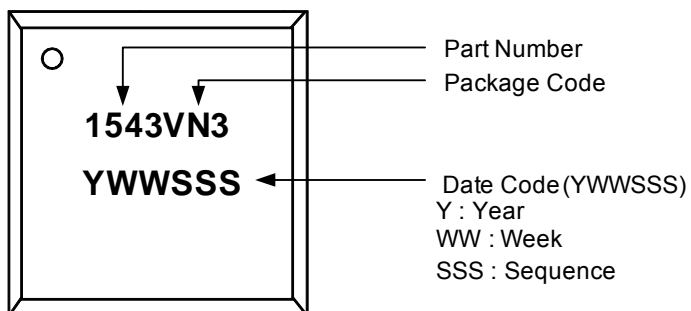 Part Number
Package Code
1543VN3
YWWSSS
Date Code(YWWSSS)
Y : Year
WW : Week
SSS : Sequence